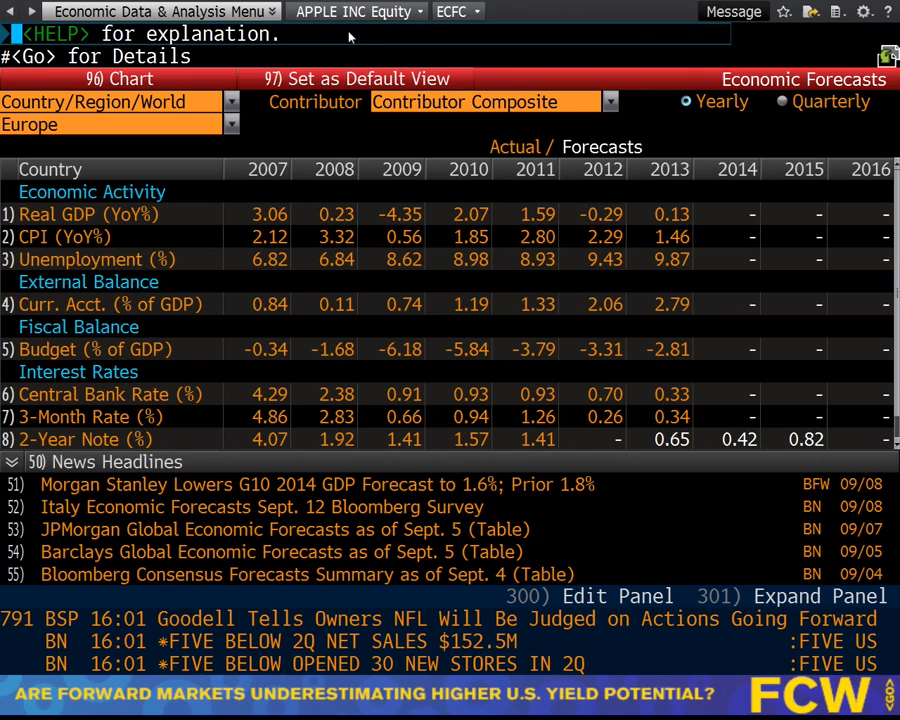 Economic Data & Analysis Menu APPLE INC Equity ECFC Message ?
<HELP> for explanation.
#<Go> for Details
96) Chart 97) Set as Default View Economic Forecasts
Country/Region/World Contributor Contributor Composite Yearly Quarterly
Europe
Actual / Forecasts
Country 2007 2008 2009 2010 2011 2012 2013 2014 2015 2016
Economic Activity
1) Real GDP (YoY%) 3.06 0.23 -4.35 2.07 1.59 -0.29 0.13 - - -
2) CPI (YoY%) 2.12 3.32 0.56 1.85 2.80 2.29 1.46 - - -
3) Unemployment (%) 6.82 6.84 8.62 8.98 8.93 9.43 9.87 - - -
External Balance
4) Curr. Acct. (% of GDP) 0.84 0.11 0.74 1.19 1.33 2.06 2.79 - - -
Fiscal Balance
5) Budget (% of GDP) -0.34 -1.68 -6.18 -5.84 -3.79 -3.31 -2.81 - - -
Interest Rates
6) Central Bank Rate (%) 4.29 2.38 0.91 0.93 0.93 0.70 0.33 - - -
7) 3-Month Rate (%) 4.86 2.83 0.66 0.94 1.26 0.26 0.34 - - -
8) 2-Year Note (%) 4.07 1.92 1.41 1.57 1.41 - 0.65 0.42 0.82 -
50) News Headlines
51) Morgan Stanley Lowers G10 2014 GDP Forecast to 1.6%; Prior 1.8% BFW 09/08
52) Italy Economic Forecasts Sept. 12 Bloomberg Survey BN 09/08
53) JPMorgan Global Economic Forecasts as of Sept. 5 (Table) BN 09/07
54) Barclays Global Economic Forecasts as of Sept. 5 (Table) BN 09/05
55) Bloomberg Consensus Forecasts Summary as of Sept. 4 (Table) BN 09/04
300) Edit Panel 301) Expand Panel
791 BSP 16:01 Goodell Tells Owners NFL Will Be Judged on Actions Going Forward
BN 16:01 *FIVE BELOW 2Q NET SALES $152.5M :FIVE US
BN 16:01 *FIVE BELOW OPENED 30 NEW STORES IN 2Q :FIVE US
ARE FORWARD MARKETS UNDERESTIMATING HIGHER U.S. YIELD POTENTIAL? FCW <GO>